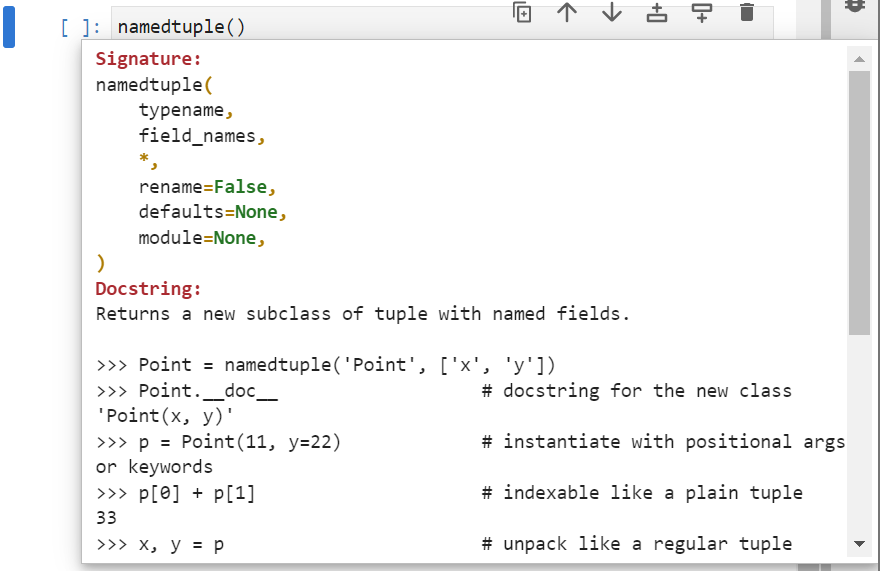 [ ]: namedtuple()
Signature:
namedtuple(
    typename,
    field_names,
    *,
    rename=False,
    defaults=None,
    module=None,
)
Docstring:
Returns a new subclass of tuple with named fields.
>>> Point = namedtuple('Point', ['x', 'y'])
>>> Point.__doc__                   # docstring for the new class
'Point(x, y)'
>>> p = Point(11, y=22)             # instantiate with positional args
or keywords
>>> p[0] + p[1]                     # indexable like a plain tuple
33
>>> x, y = p                        # unpack like a regular tuple